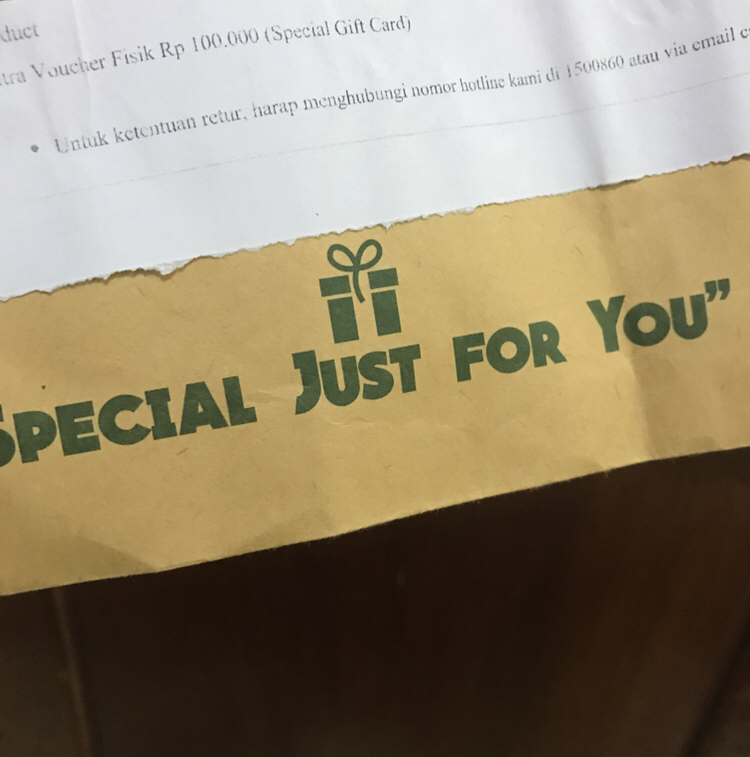 duct
tra Voucher Fisik Rp 100.000 (Special Gift Card)
• Untuk ketentuan retur, harap menghubungi nomor hotline kami di 1500860 atau via email
Special Just for You”